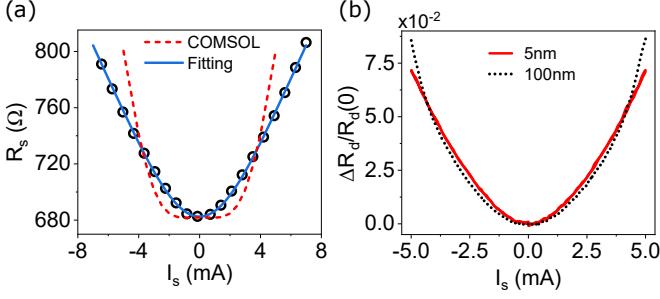 (a)
COMSOL
Fitting
800
760
720
680
R_s (Ω)
-8 -4 0 4 8
I_s (mA)
(b)
x10^-2
5nm
100nm
7.5
5.0
2.5
0.0
ΔR_d/R_d(0)
-5.0 -2.5 0.0 2.5 5.0
I_s (mA)